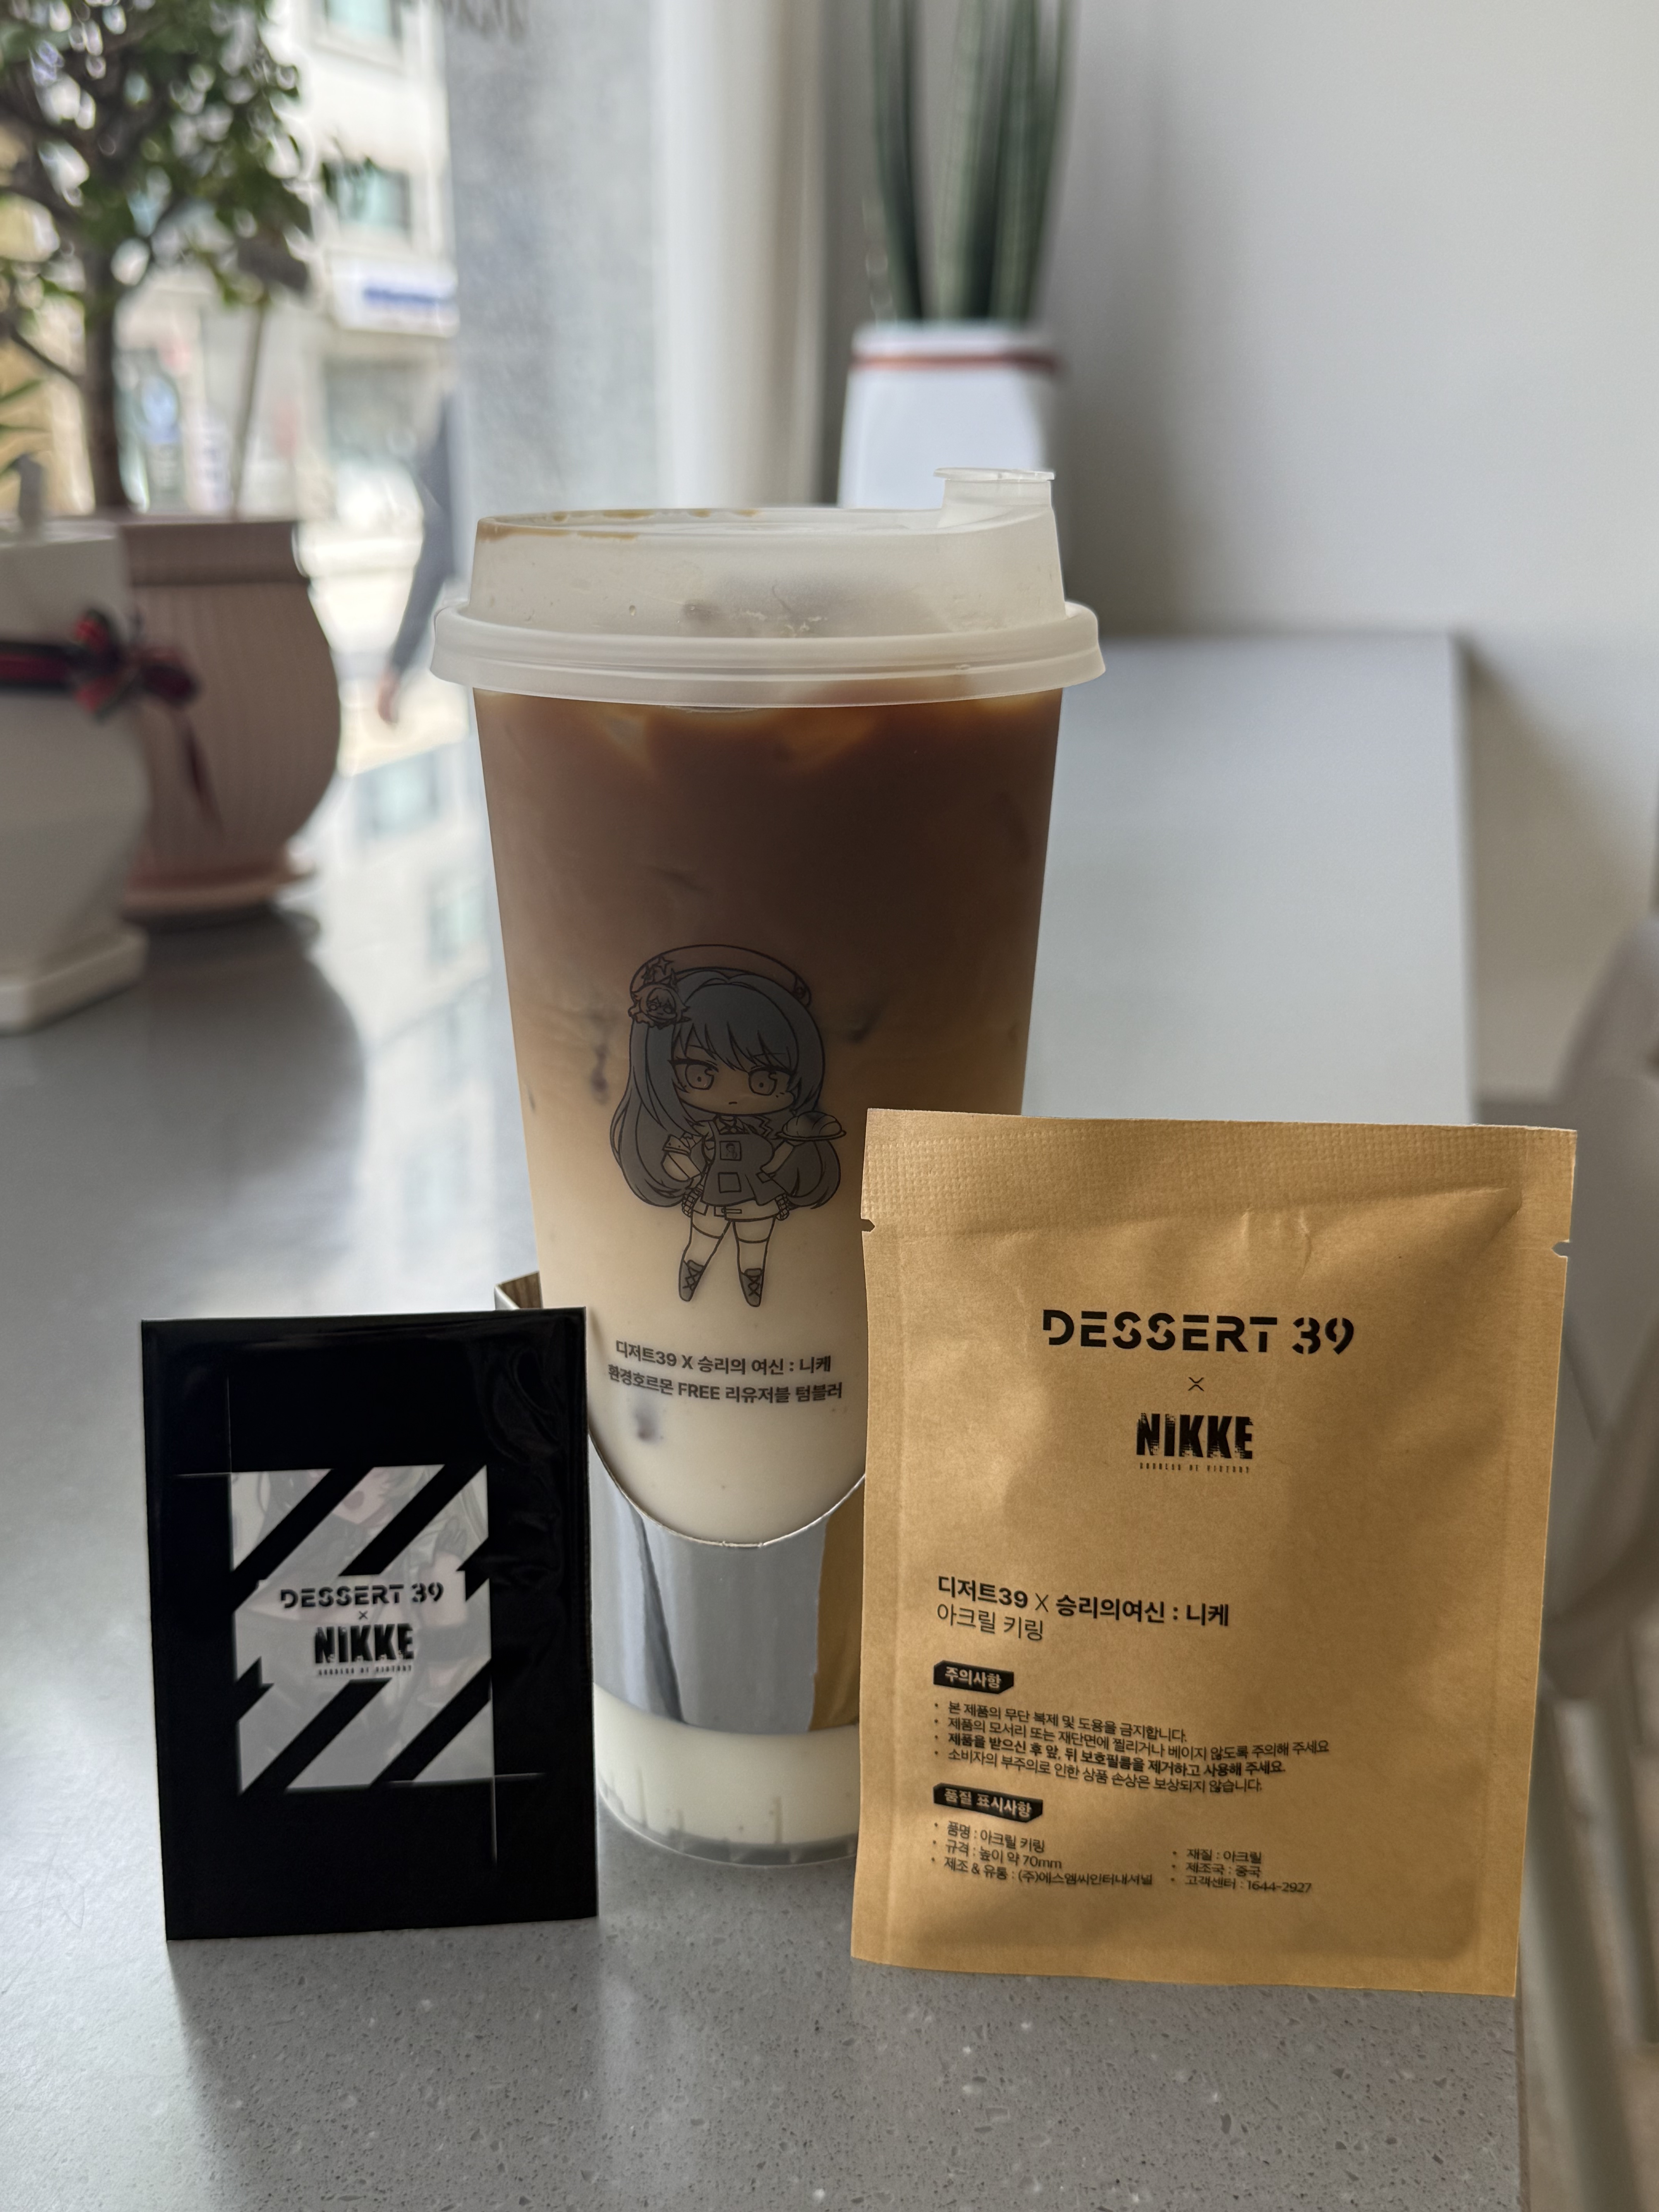 디저트39 X 승리의 여신 : 니케
환경호르몬 FREE 리유저블 텀블러
DESSERT 39
X
NIKKE
GODDESS OF VICTORY
DESSERT 39
X
NIKKE
GODDESS OF VICTORY
디저트39 X 승리의여신 : 니케
아크릴 키링
주의사항
• 본 제품의 무단 복제 및 도용을 금지합니다.
• 제품의 모서리 또는 재단면에 찔리거나 베이지 않도록 주의해 주세요
• 제품을 받으신 후 앞, 뒤 보호필름을 제거하고 사용해 주세요.
• 소비자의 부주의로 인한 상품 손상은 보상되지 않습니다.
품질 표시사항
• 품명 : 아크릴 키링
• 규격 : 높이 약 70mm
• 제조 & 유통 : (주)에스엠씨인터내셔널
• 재질 : 아크릴
• 제조국 : 중국
• 고객센터 : 1644-2927